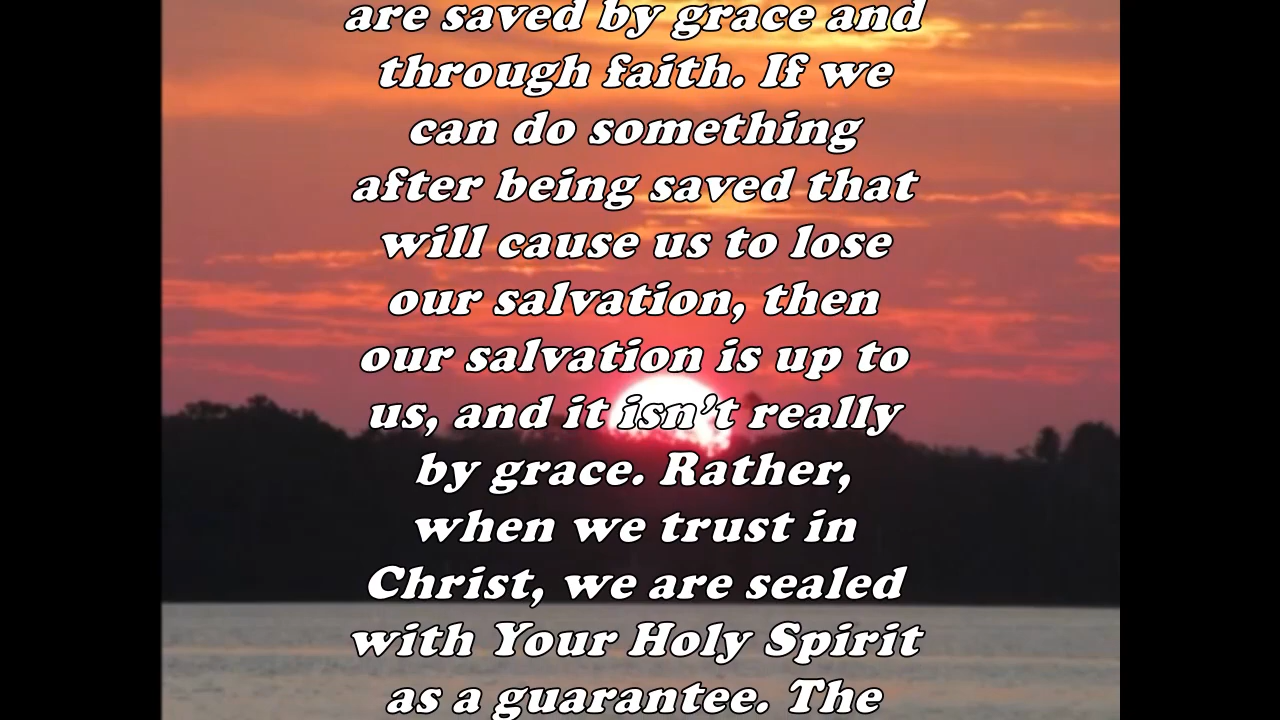 are saved by grace and
through faith. If we
can do something
after being saved that
will cause us to lose
our salvation, then
our salvation is up to
us, and it isn’t really
by grace. Rather,
when we trust in
Christ, we are sealed
with Your Holy Spirit
as a guarantee. The